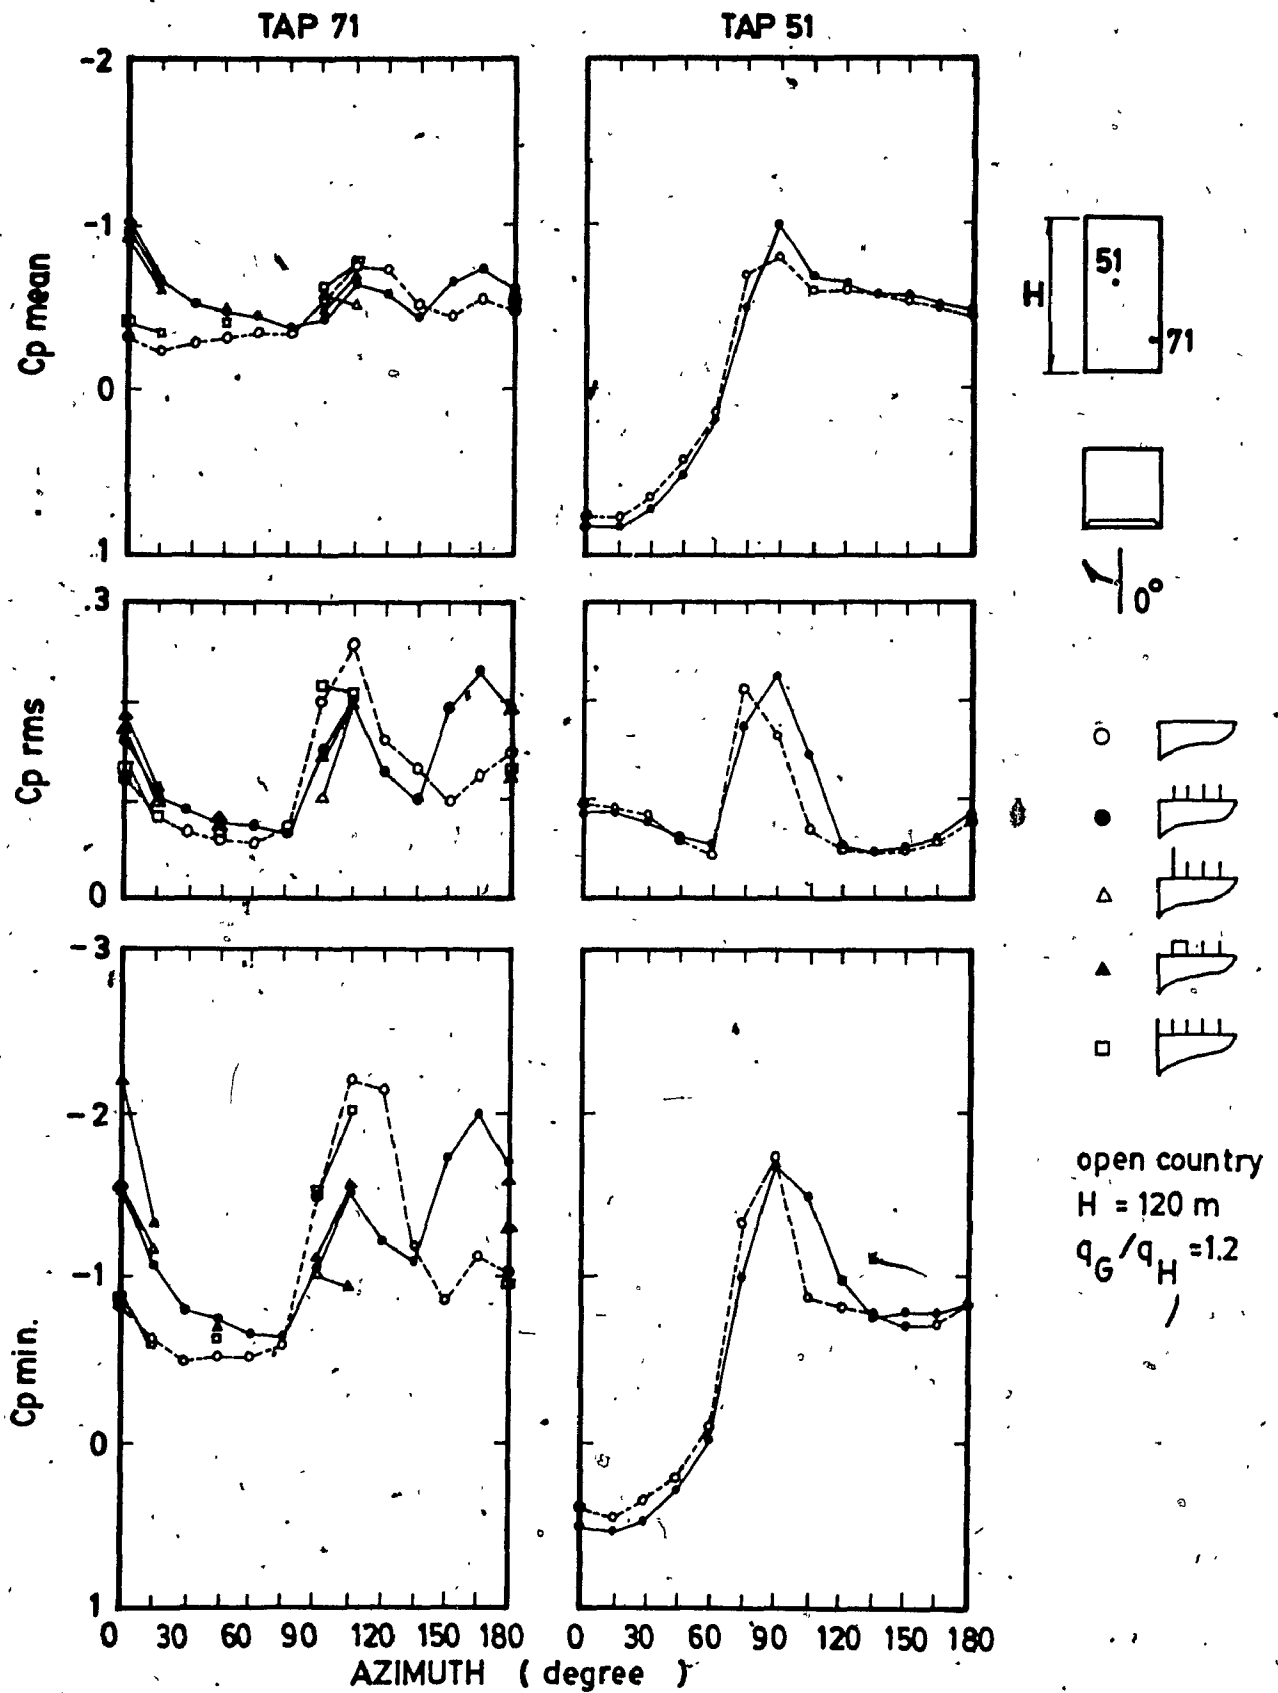 TAP 71
TAP 51
-2
-1
0
1
Cp mean
.3
0
Cp rms
-3
-2
-1
0
1
Cp min.
0 30 60 90 120 150 180
0 30 60 90 120 150 180
AZIMUTH ( degree )
H
51
71
0°
open country
H = 120 m
qG/qH =1.2